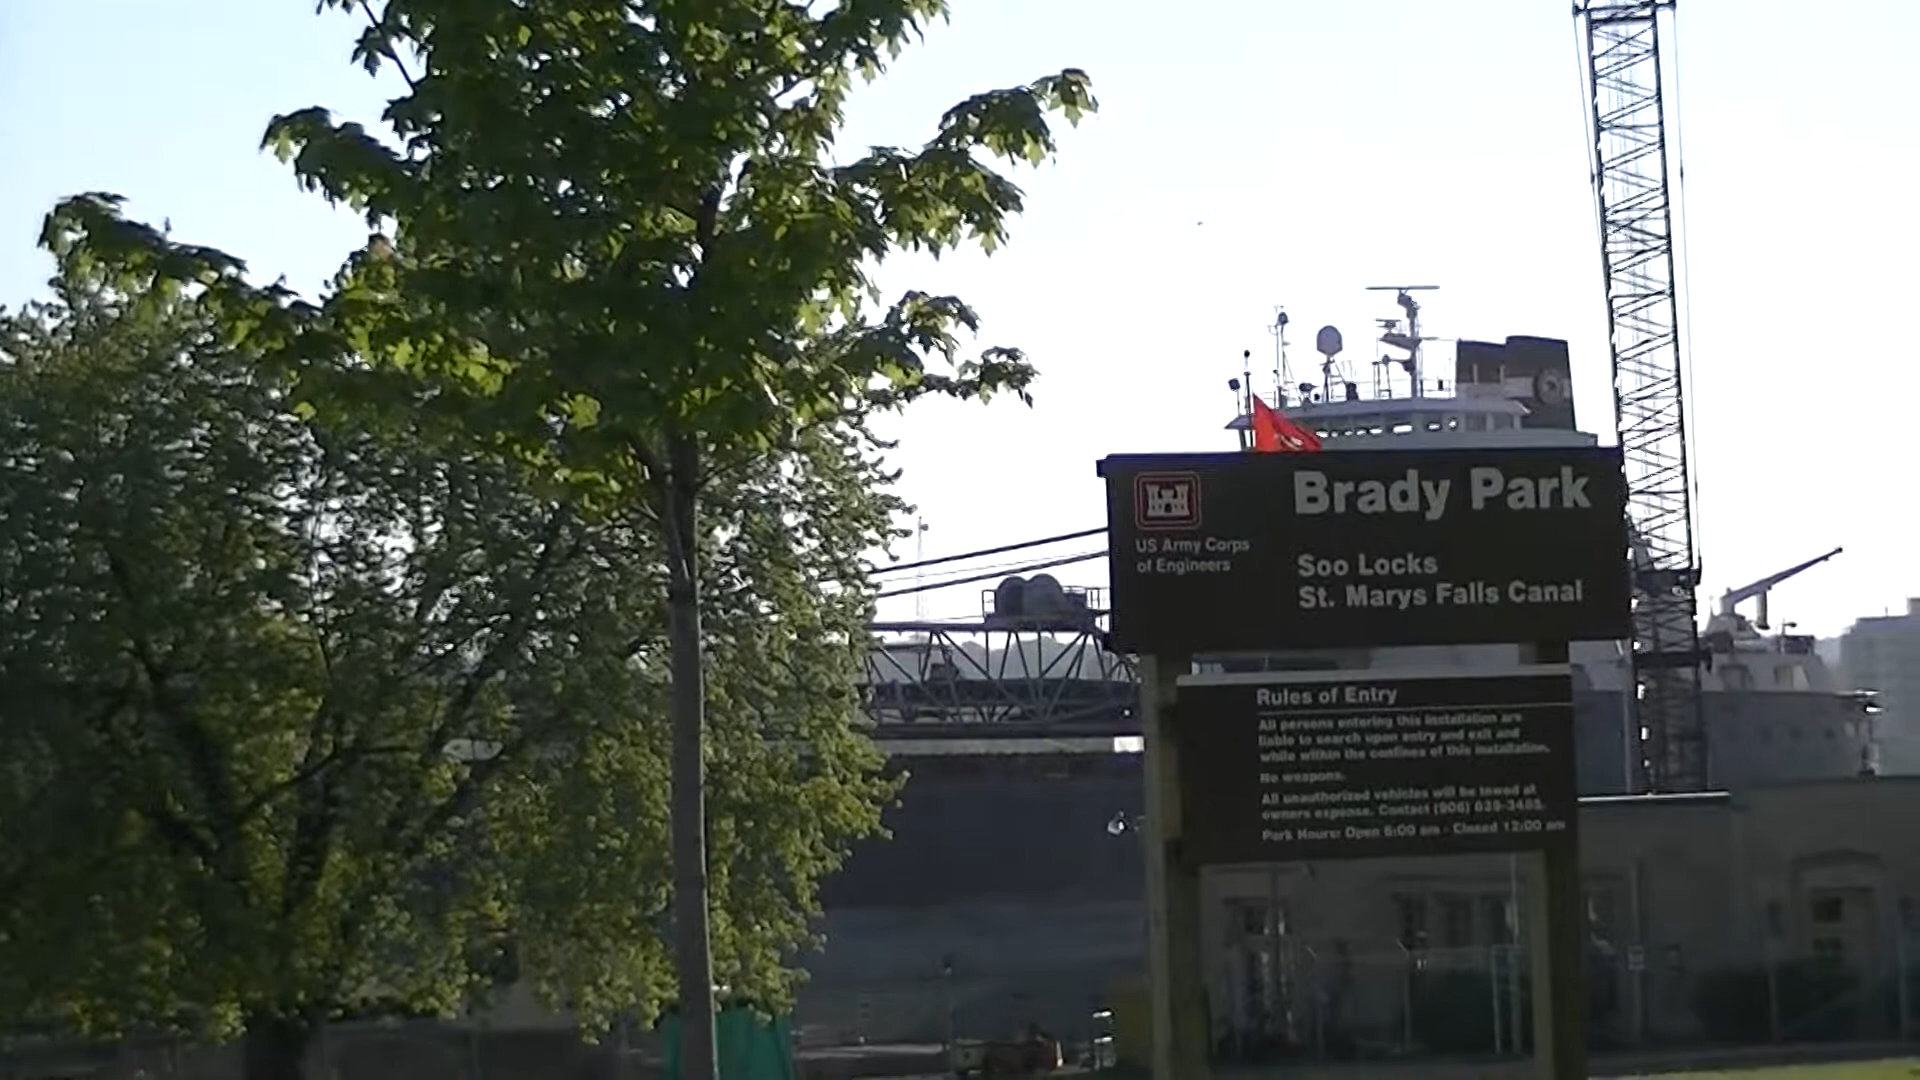 Brady Park
US Army Corps
of Engineers
Soo Locks
St. Marys Falls Canal
Rules of Entry
All persons entering this installation are
liable to search upon entry and exit and
while within the confines of this installation.
No weapons.
All unauthorized vehicles will be towed at
owners expense. Contact (906)
Park Hours: Open 6:00 am - Closed 12:00 am